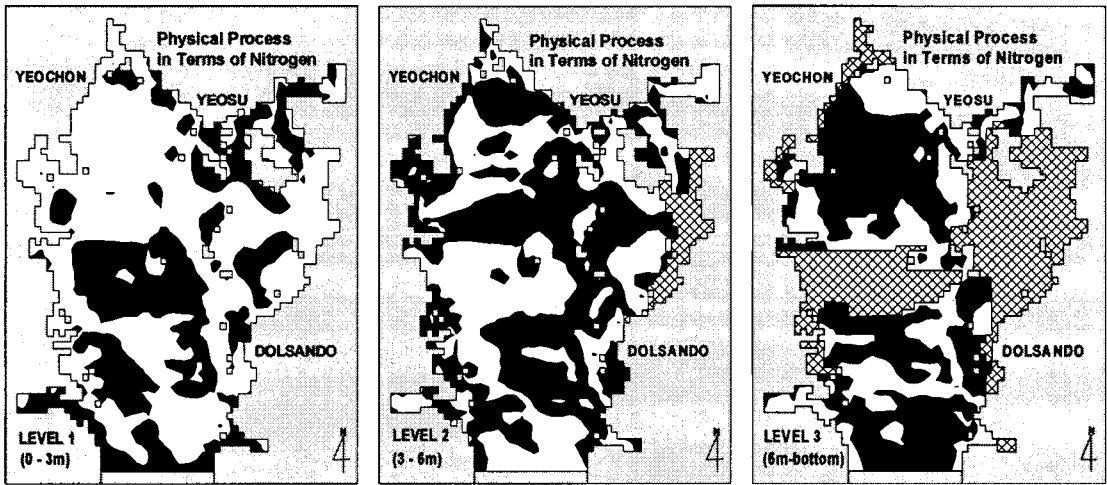 Physical Process
in Terms of Nitrogen
YEOCHON
YEOSU
DOLSANDO
LEVEL 1
(0 - 3m)
Physical Process
in Terms of Nitrogen
YEOCHON
YEOSU
DOLSANDO
LEVEL 2
(3 - 6m)
Physical Process
in Terms of Nitrogen
YEOCHON
YEOSU
DOLSANDO
LEVEL 3
(6m-bottom)